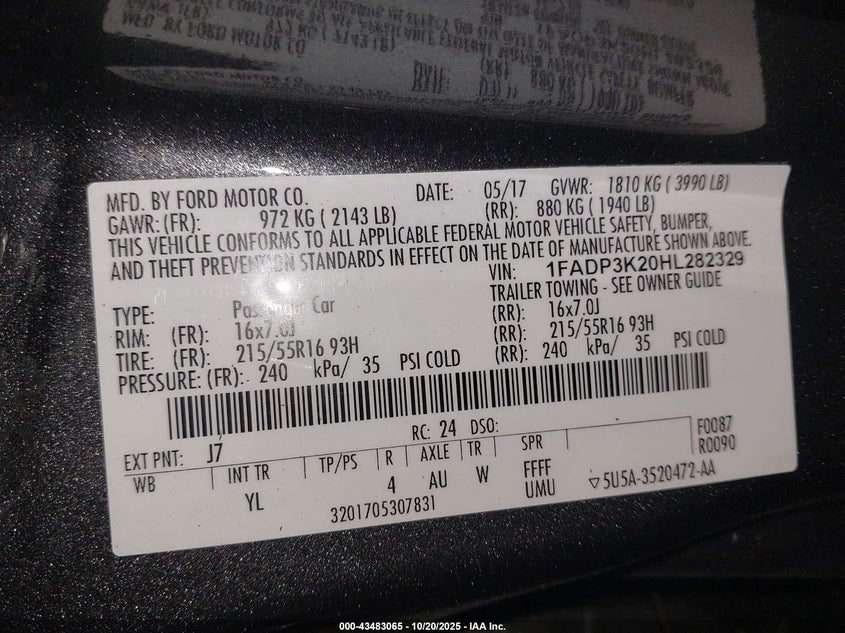 MFD. BY FORD MOTOR CO. DATE: 05/17 GVWR: 1810 KG ( 3990 LB)
GAWR: (FR): 972 KG ( 2143 LB) (RR): 880 KG ( 1940 LB)
THIS VEHICLE CONFORMS TO ALL APPLICABLE FEDERAL MOTOR VEHICLE SAFETY, BUMPER,
AND THEFT PREVENTION STANDARDS IN EFFECT ON THE DATE OF MANUFACTURE SHOWN ABOVE.
VIN: 1FADP3K20HL282329
TYPE: Passenger Car TRAILER TOWING - SEE OWNER GUIDE
RIM: (FR): 16x7.0J (RR): 16x7.0J
TIRE: (FR): 215/55R16 93H (RR): 215/55R16 93H
PRESSURE: (FR): 240 kPa/ 35 PSI COLD (RR): 240 kPa/ 35 PSI COLD
EXT PNT: J7 RC: 24 DSO: F0087
WB INT TR TP/PS R AXLE TR SPR R0090
YL 4 AU W FFFF
UMU 5U5A-3520472-AA
3201705307831
000-43483065 - 10/20/2025 - IAA Inc.